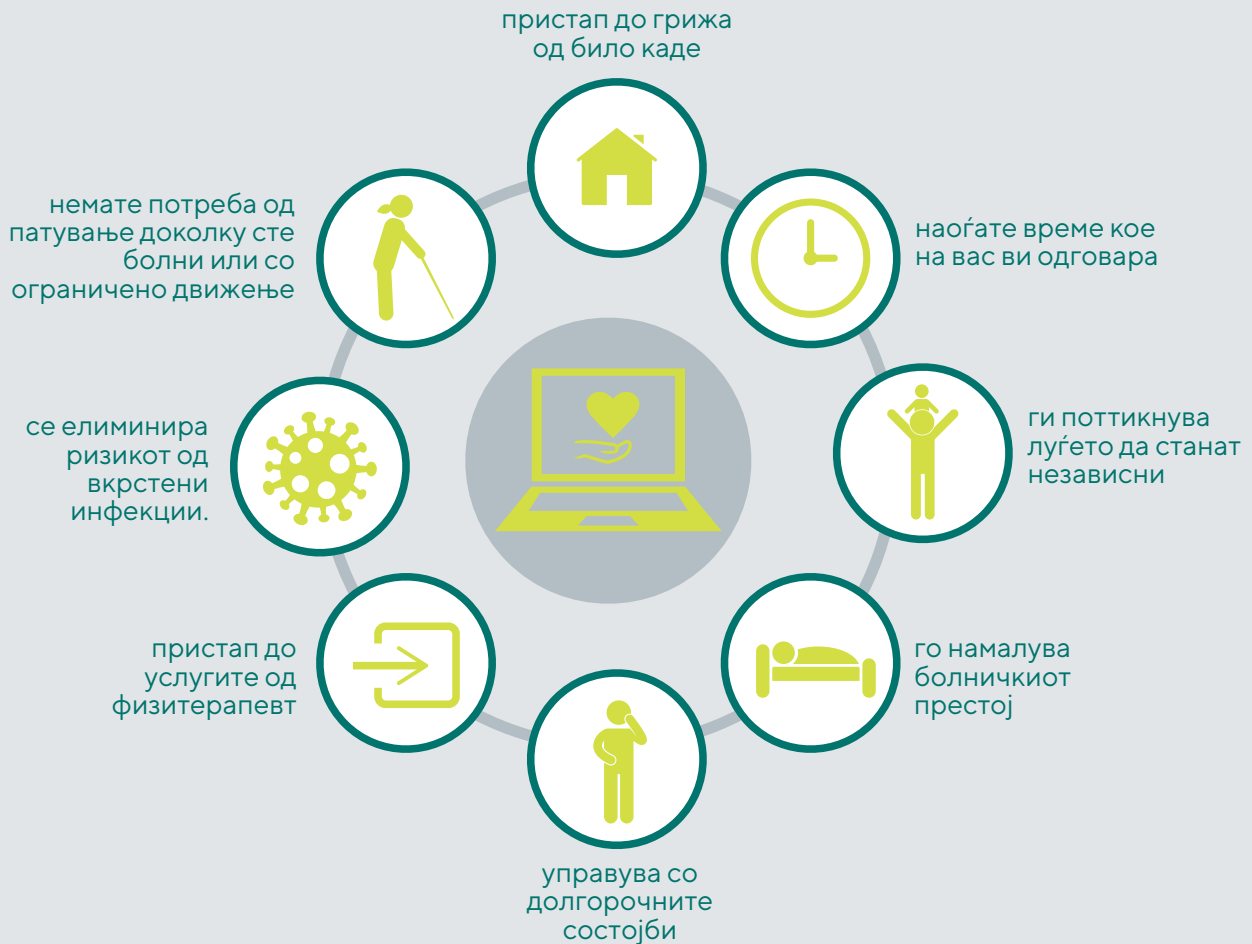 пристап до грижа
од било каде
наоѓате време кое
на вас ви одговара
ги поттикнува
луѓето да станат
независни
го намалува
болничкиот
престој
управува со
долгорочните
состојби
пристап до
услугите од
физитерапевт
се елиминира
ризикот од
вкрстени
инфекции.
немате потреба од
патување доколку сте
болни или со
ограничено движење